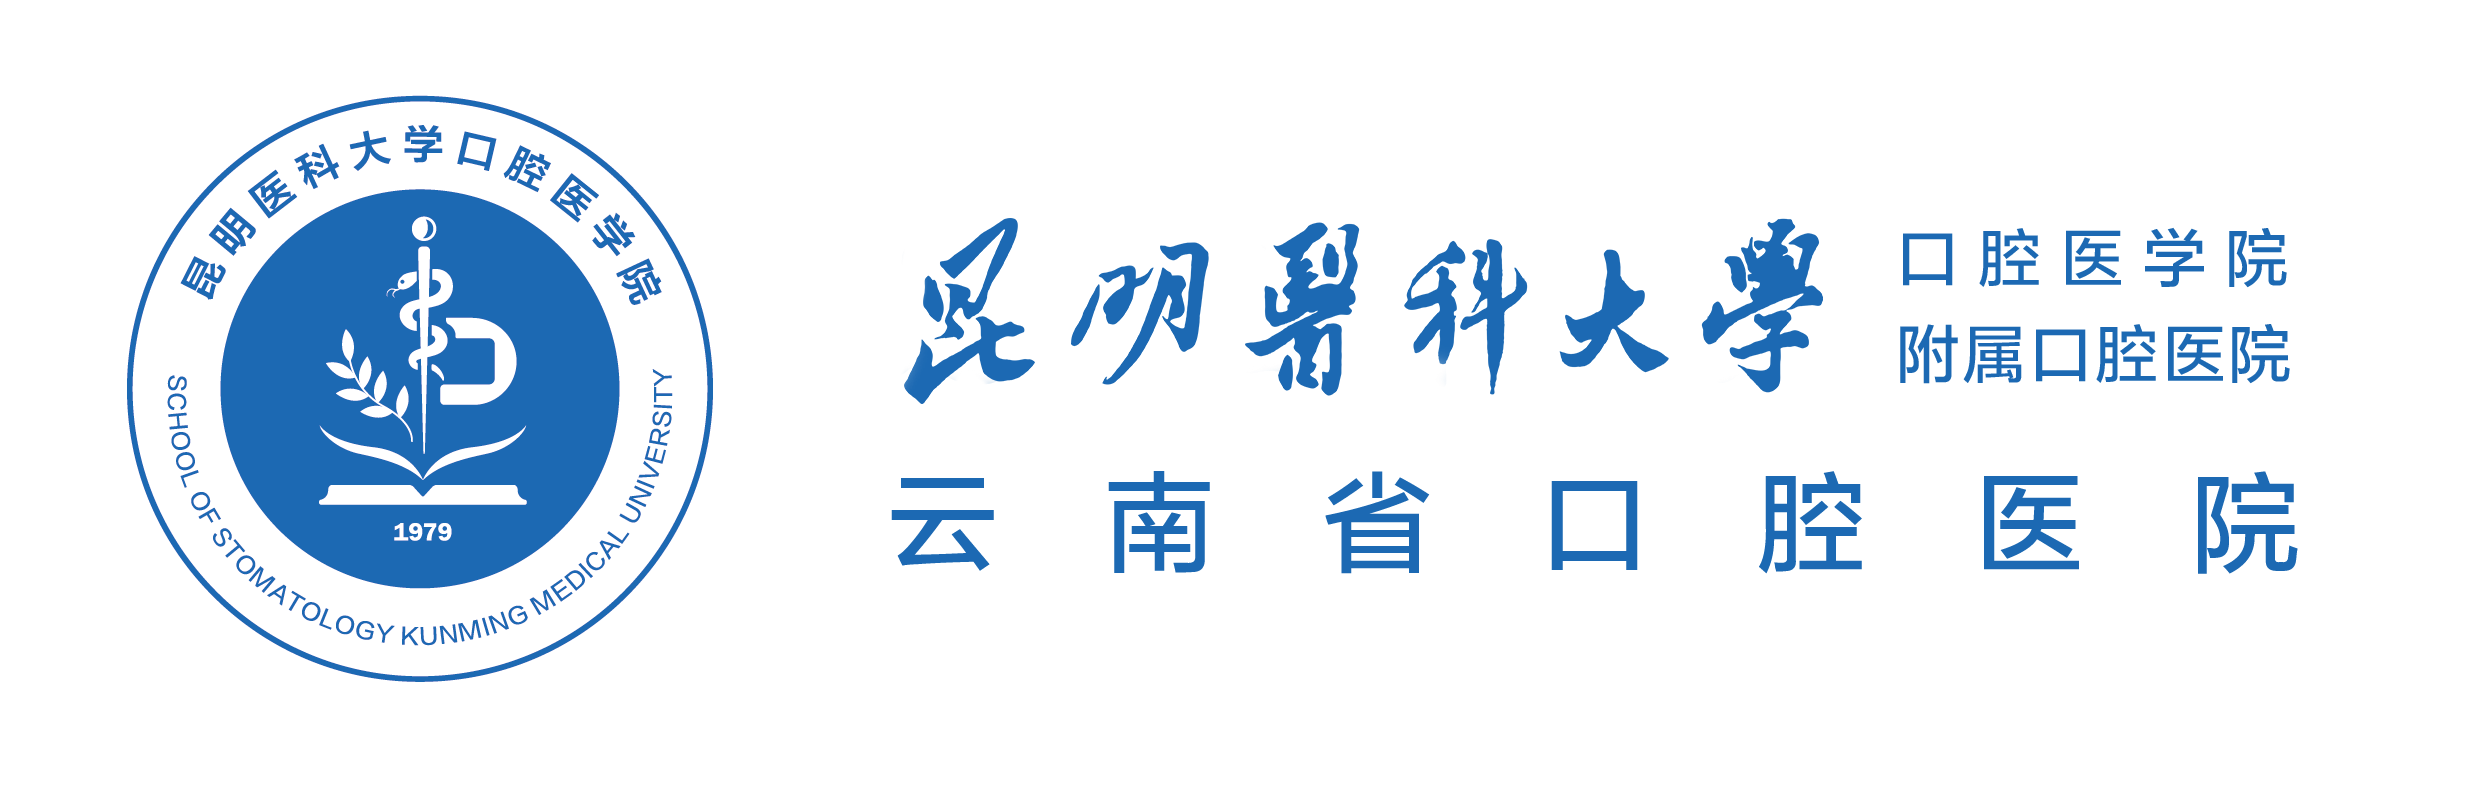 昆明医科大学口腔医学院
1979
SCHOOL OF STOMATOLOGY KUNMING MEDICAL UNIVERSITY
昆明醫科大學
口腔医学院
附属口腔医院
云南省口腔医院